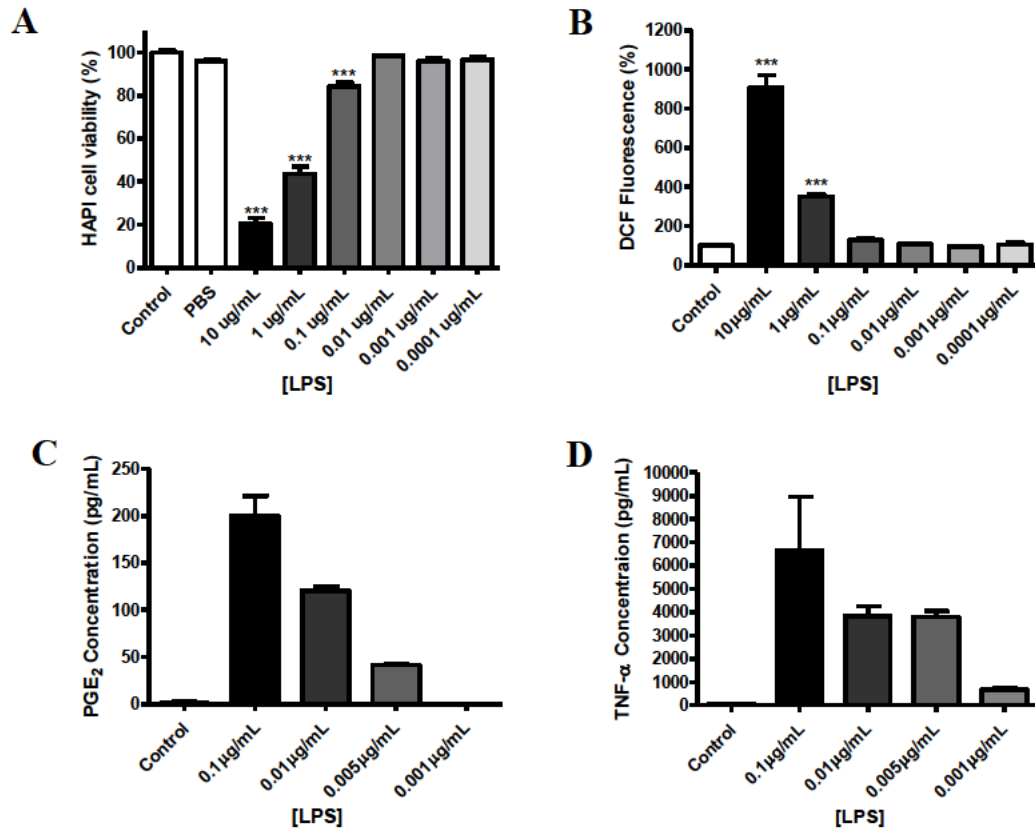 A
HAPI cell viability (%)
100
80
60
40
20
0
***
***
***
Control
PBS
10 ug/mL
1 ug/mL
0.1 ug/mL
0.01 ug/mL
0.001 ug/mL
0.0001 ug/mL
[LPS]
B
DCF Fluorescence (%)
1200
1000
800
600
400
200
0
***
***
Control
10µg/mL
1µg/mL
0.1µg/mL
0.01µg/mL
0.001µg/mL
0.0001µg/mL
[LPS]
C
PGE₂ Concentration (pg/mL)
250
200
150
100
50
0
Control
0.1µg/mL
0.01µg/mL
0.005µg/mL
0.001µg/mL
[LPS]
D
TNF-α Concentraion (pg/mL)
10000
9000
8000
7000
6000
5000
4000
3000
2000
1000
0
Control
0.1µg/mL
0.01µg/mL
0.005µg/mL
0.001µg/mL
[LPS]